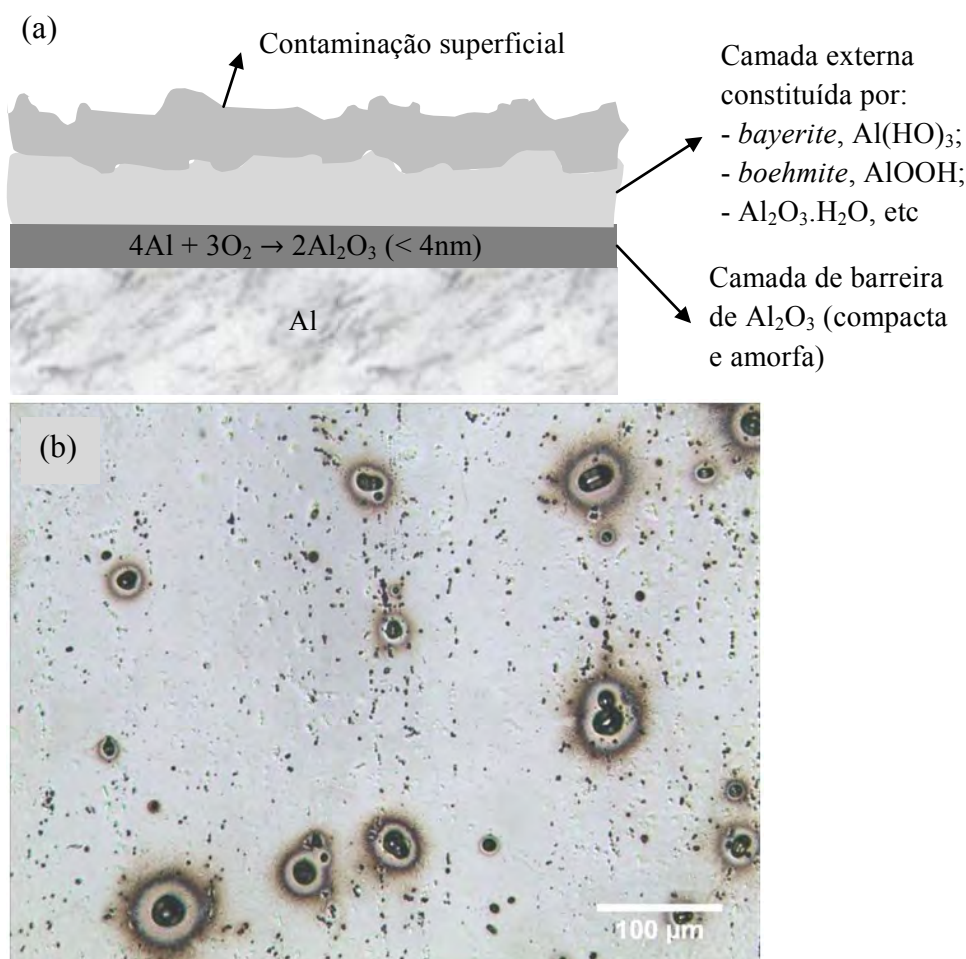 (a)
Contaminação superficial
Camada externa
constituída por:
- bayerite, Al(HO)₃;
- boehmite, AlOOH;
- Al₂O₃.H₂O, etc
4Al + 3O₂ → 2Al₂O₃ (< 4nm)
Al
Camada de barreira
de Al₂O₃ (compacta
e amorfa)
(b)
100 µm